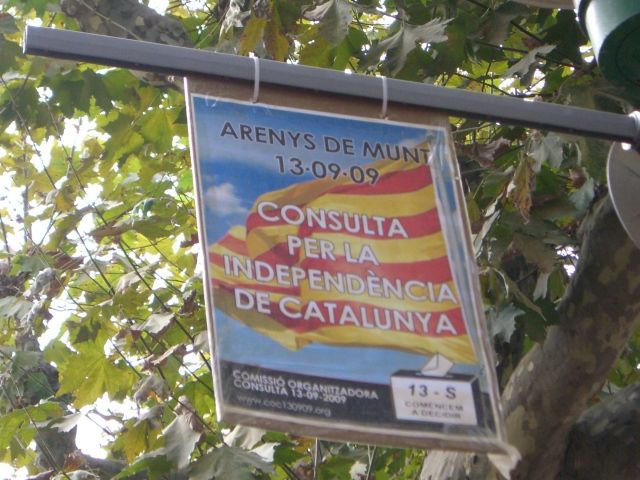 ARENYS DE MUNT
13·09·09
CONSULTA
PER LA
INDEPENDÈNCIA
DE CATALUNYA
COMISSIÓ ORGANITZADORA
CONSULTA 13-09-2009
www.coc130909.org
13 - S
COMENCEM
A DECIDIR